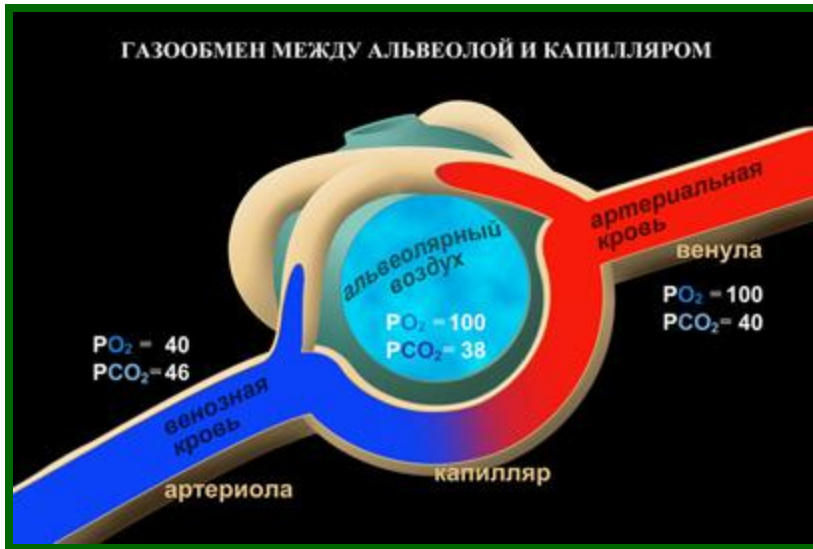 ГАЗООБМЕН МЕЖДУ АЛЬВЕОЛОЙ И КАПИЛЛЯРОМ
артериальная
кровь
венула
PO₂ = 100
PCO₂= 40
альвеолярный
воздух
PO₂ = 100
PCO₂= 38
PO₂ = 40
PCO₂=46
венозная
кровь
артериола
капилляр